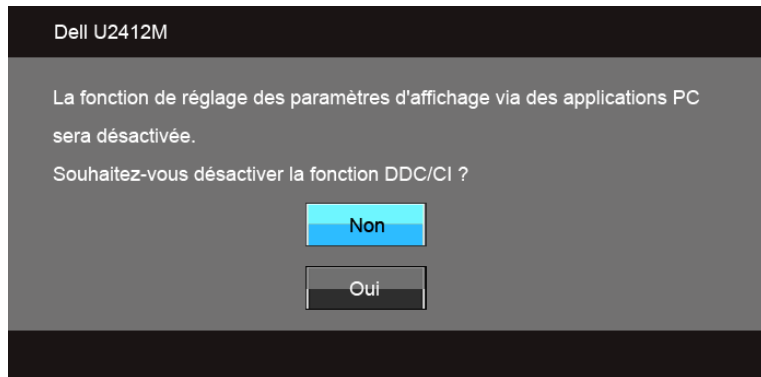 Dell U2412M
La fonction de réglage des paramètres d'affichage via des applications PC
sera désactivée.
Souhaitez-vous désactiver la fonction DDC/CI ?
Non
Oui